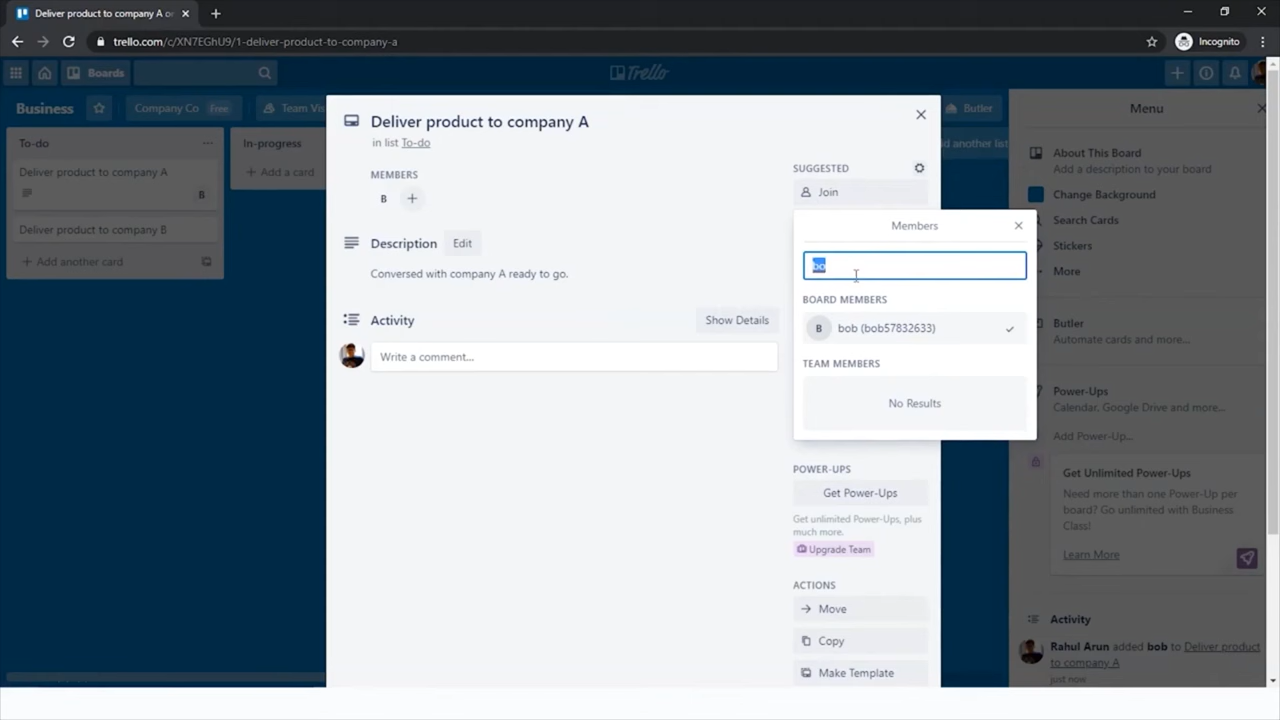 Deliver product to company A or
trello.com/c/XN7EGhU9/1-deliver-product-to-company-a
Incognito
Boards
Trello
Business
Company Co Free
Team Vis
Butler
d another list
Menu
To-do
Deliver product to company A
B
Deliver product to company B
+ Add another card
In-progress
+ Add a card
Deliver product to company A
in list To-do
MEMBERS
B
Description Edit
Conversed with company A ready to go.
Activity Show Details
Write a comment...
SUGGESTED
Join
Members
bo
BOARD MEMBERS
B bob (bob57832633)
TEAM MEMBERS
No Results
POWER-UPS
Get Power-Ups
Get unlimited Power-Ups, plus
much more.
Upgrade Team
ACTIONS
Move
Copy
Make Template
About This Board
Add a description to your board
Change Background
Search Cards
Stickers
More
Butler
Automate cards and more...
Power-Ups
Calendar, Google Drive and more...
Add Power-Up...
Get Unlimited Power-Ups
Need more than one Power-Up per
board? Go unlimited with Business
Class!
Learn More
Activity
Rahul Arun added bob to Deliver product
to company A
just now